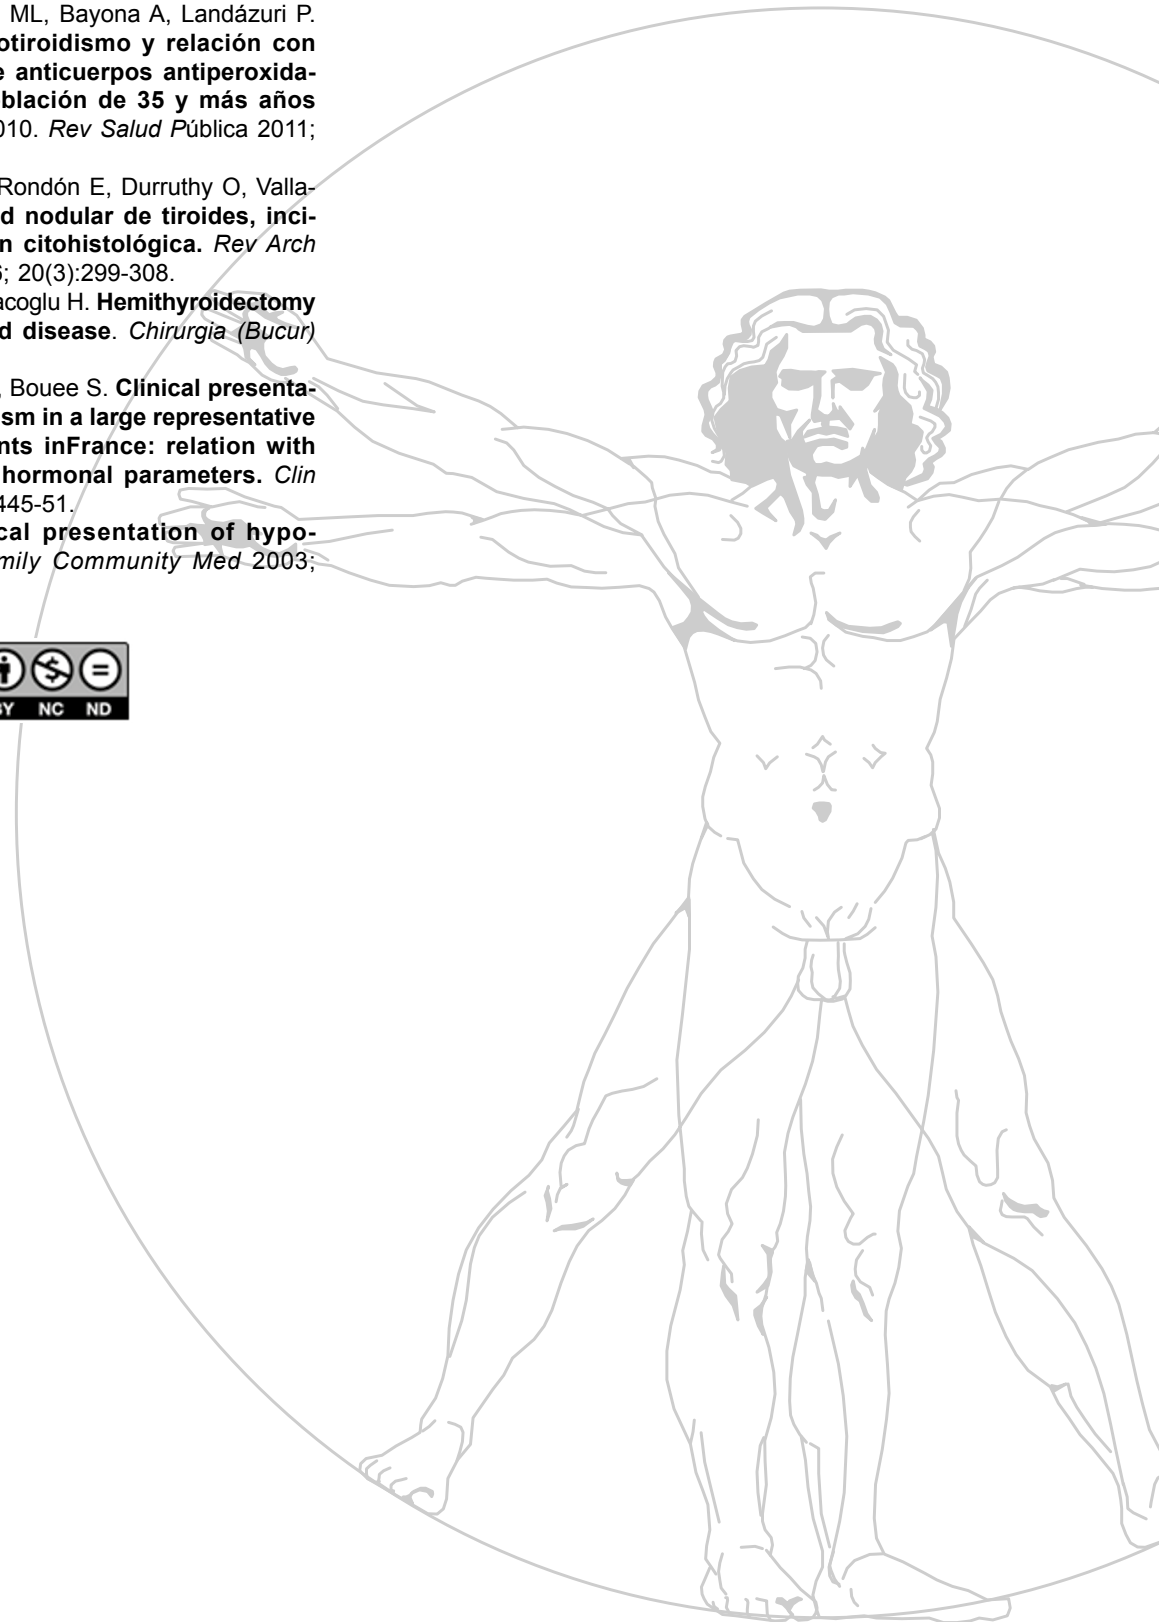 ML, Bayona A, Landázuri P.
otiroidismo y relación con
e anticuerpos antiperoxida-
blación de 35 y más años
010. Rev Salud Pública 2011;
Rondón E, Durruthy O, Valla-
d nodular de tiroides, inci-
n citohistológica. Rev Arch
6; 20(3):299-308.
acoglu H. Hemithyroidectomy
d disease. Chirurgia (Bucur)
, Bouee S. Clinical presenta-
sm in a large representative
nts inFrance: relation with
hormonal parameters. Clin
445-51.
cal presentation of hypo-
mily Community Med 2003;
BY NC ND